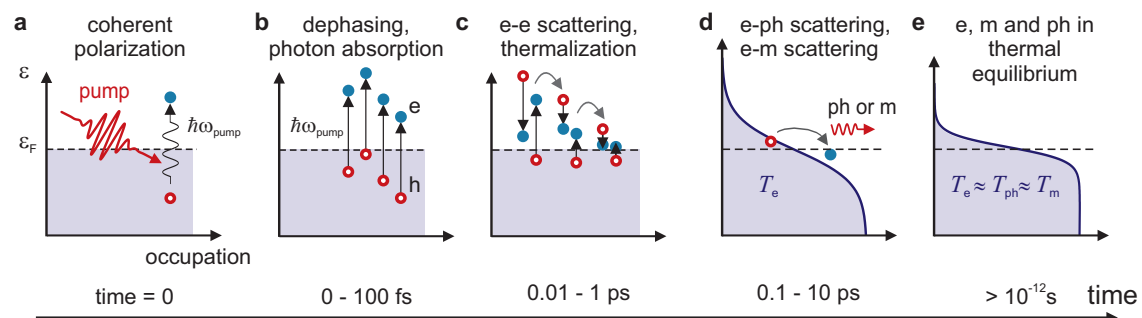 a
coherent
polarization
ε
pump
ħω_pump
ε_F
occupation
time = 0
b
dephasing,
photon absorption
ħω_pump
e
h
0 - 100 fs
c
e-e scattering,
thermalization
0.01 - 1 ps
d
e-ph scattering,
e-m scattering
ph or m
T_e
0.1 - 10 ps
e
e, m and ph in
thermal
equilibrium
T_e ≈ T_ph ≈ T_m
> 10⁻¹²s
time